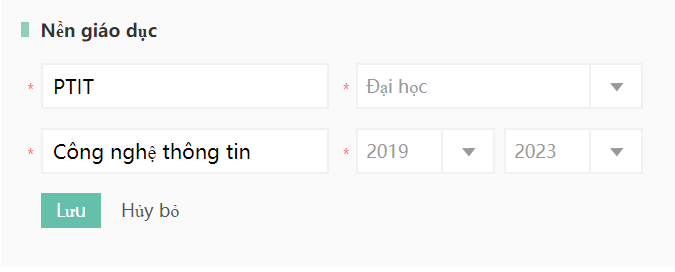 Nền giáo dục
* PTIT * Đại học
* Công nghệ thông tin * 2019 2023
Lưu Hủy bỏ